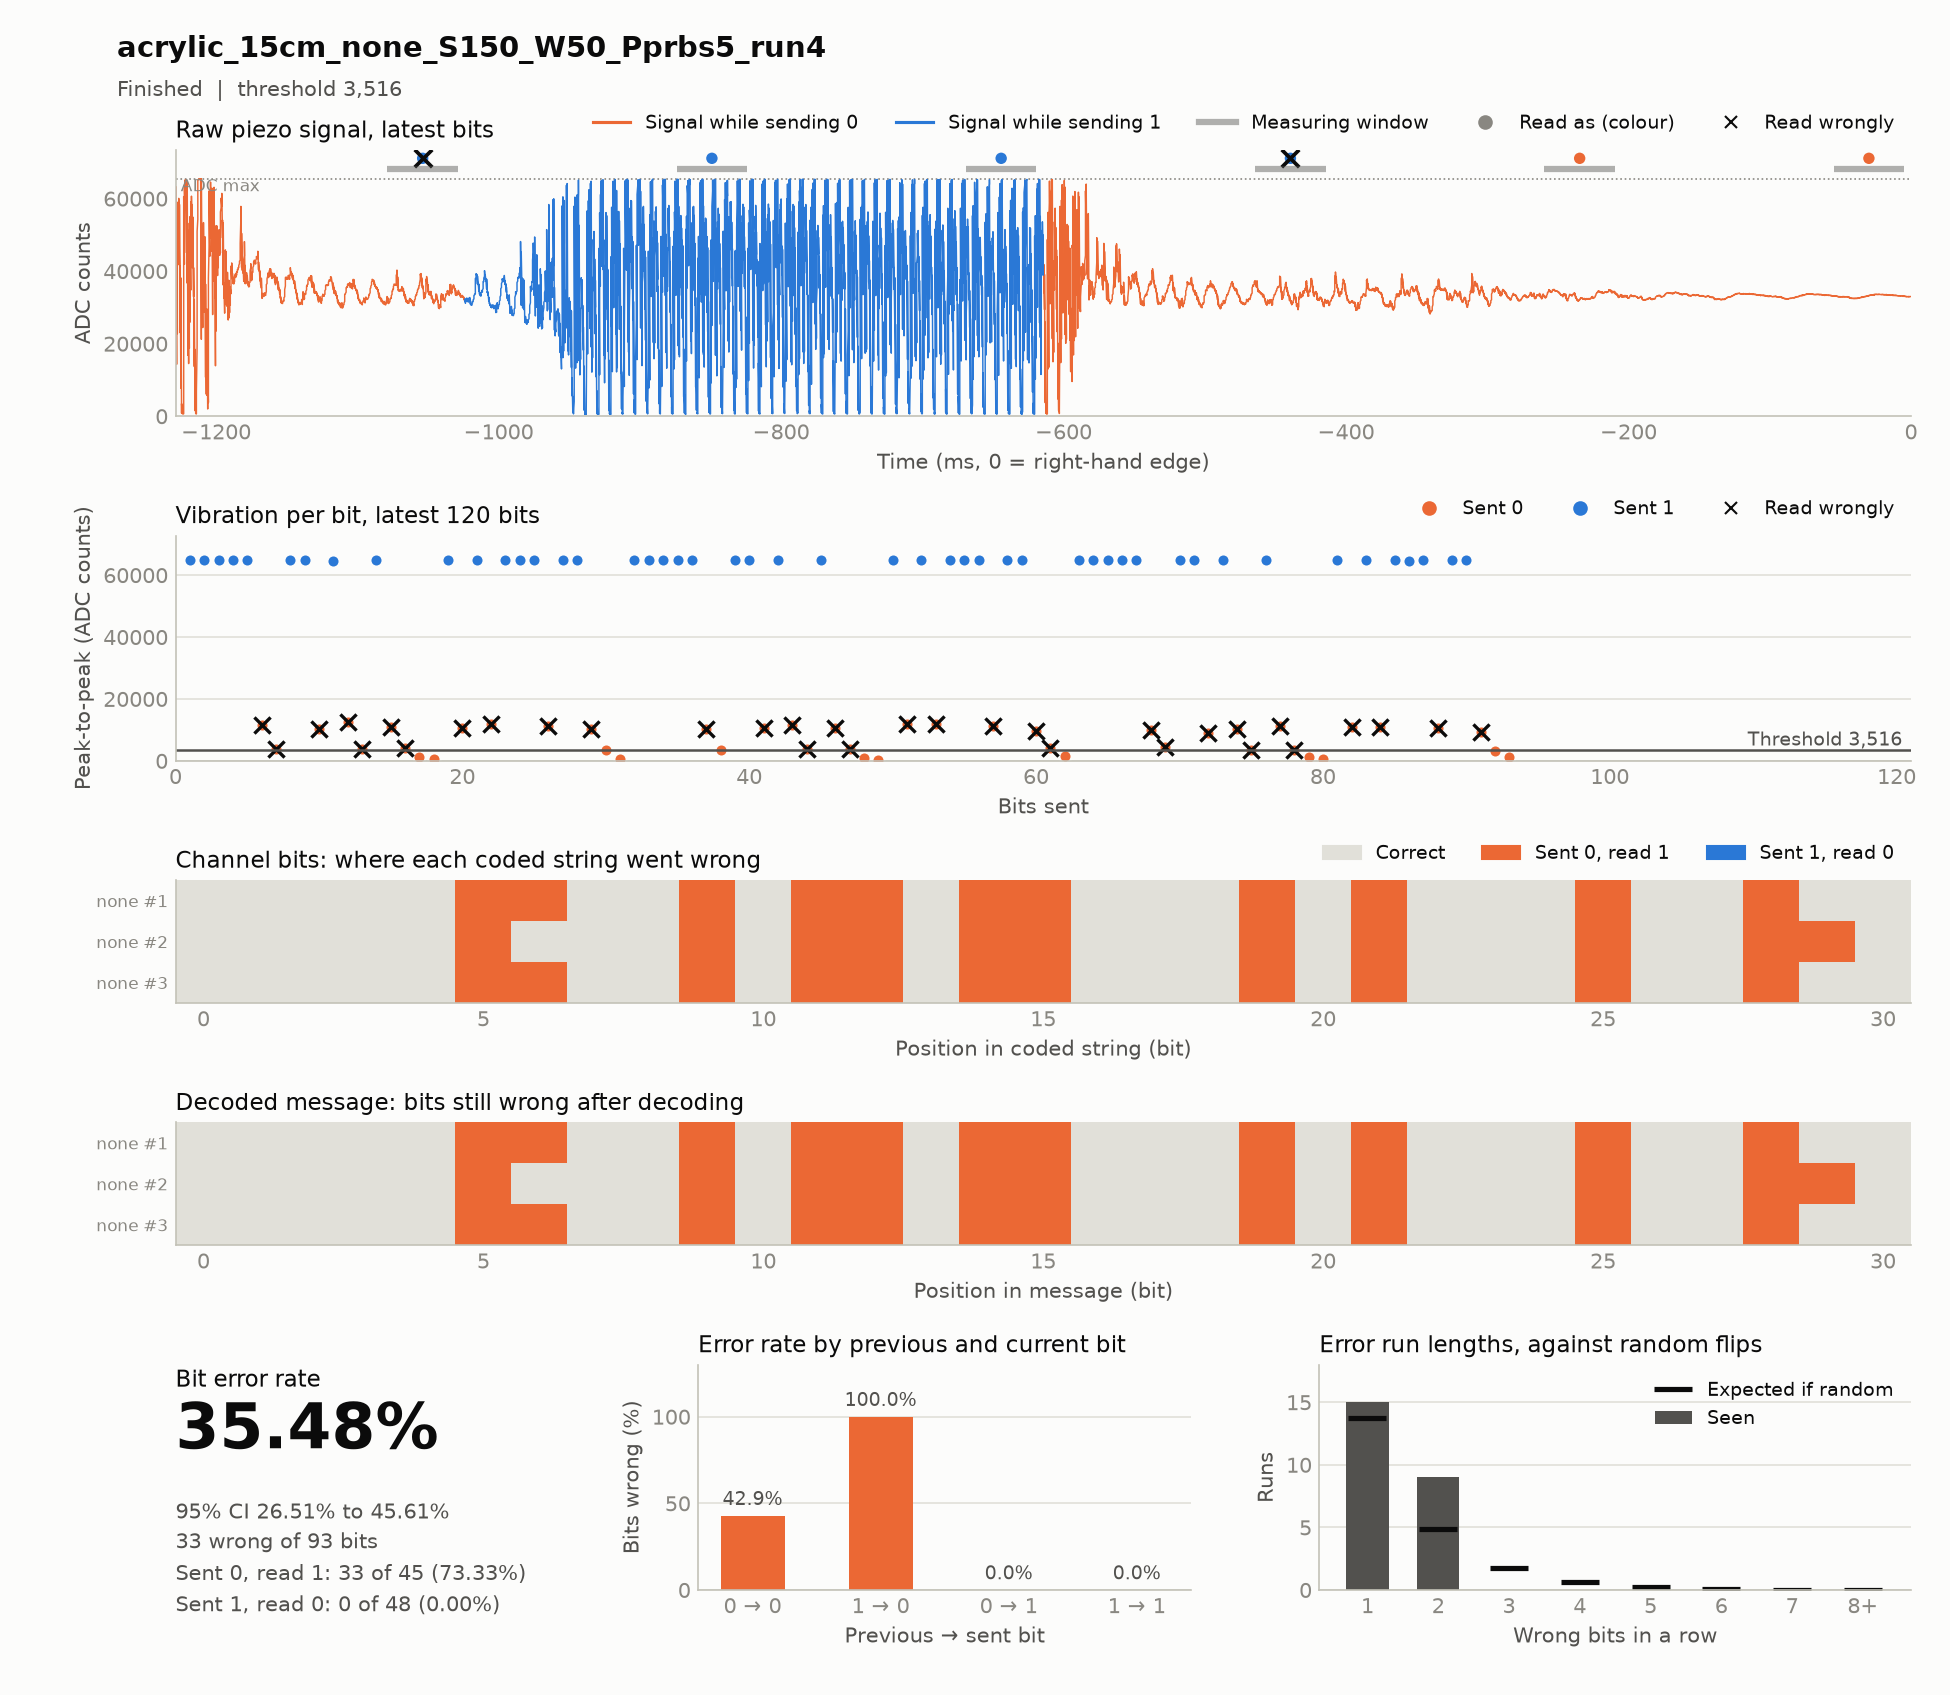 acrylic_15cm_none_S150_W50_Pprbs5_run4
Finished | threshold 3,516
Raw piezo signal, latest bits
Signal while sending 0
Signal while sending 1
Measuring window
Read as (colour)
Read wrongly
ADC max
60000
40000
20000
0
ADC counts
−1200
−1000
−800
−600
−400
−200
0
Time (ms, 0 = right-hand edge)
Vibration per bit, latest 120 bits
Sent 0
Sent 1
Read wrongly
60000
40000
20000
0
Peak-to-peak (ADC counts)
Threshold 3,516
0
20
40
60
80
100
120
Bits sent
Channel bits: where each coded string went wrong
Correct
Sent 0, read 1
Sent 1, read 0
none #1
none #2
none #3
0
5
10
15
20
25
30
Position in coded string (bit)
Decoded message: bits still wrong after decoding
none #1
none #2
none #3
0
5
10
15
20
25
30
Position in message (bit)
Bit error rate
35.48%
95% CI 26.51% to 45.61%
33 wrong of 93 bits
Sent 0, read 1: 33 of 45 (73.33%)
Sent 1, read 0: 0 of 48 (0.00%)
Error rate by previous and current bit
Bits wrong (%)
100
50
0
42.9%
100.0%
0.0%
0.0%
0 → 0
1 → 0
0 → 1
1 → 1
Previous → sent bit
Error run lengths, against random flips
Expected if random
Seen
Runs
15
10
5
0
1
2
3
4
5
6
7
8+
Wrong bits in a row